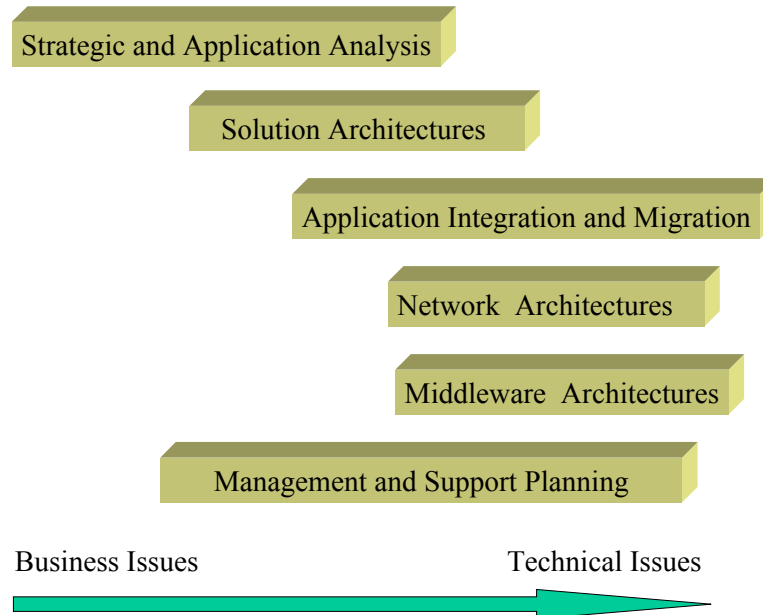 Strategic and Application Analysis
Solution Architectures
Application Integration and Migration
Network Architectures
Middleware Architectures
Management and Support Planning
Business Issues
Technical Issues